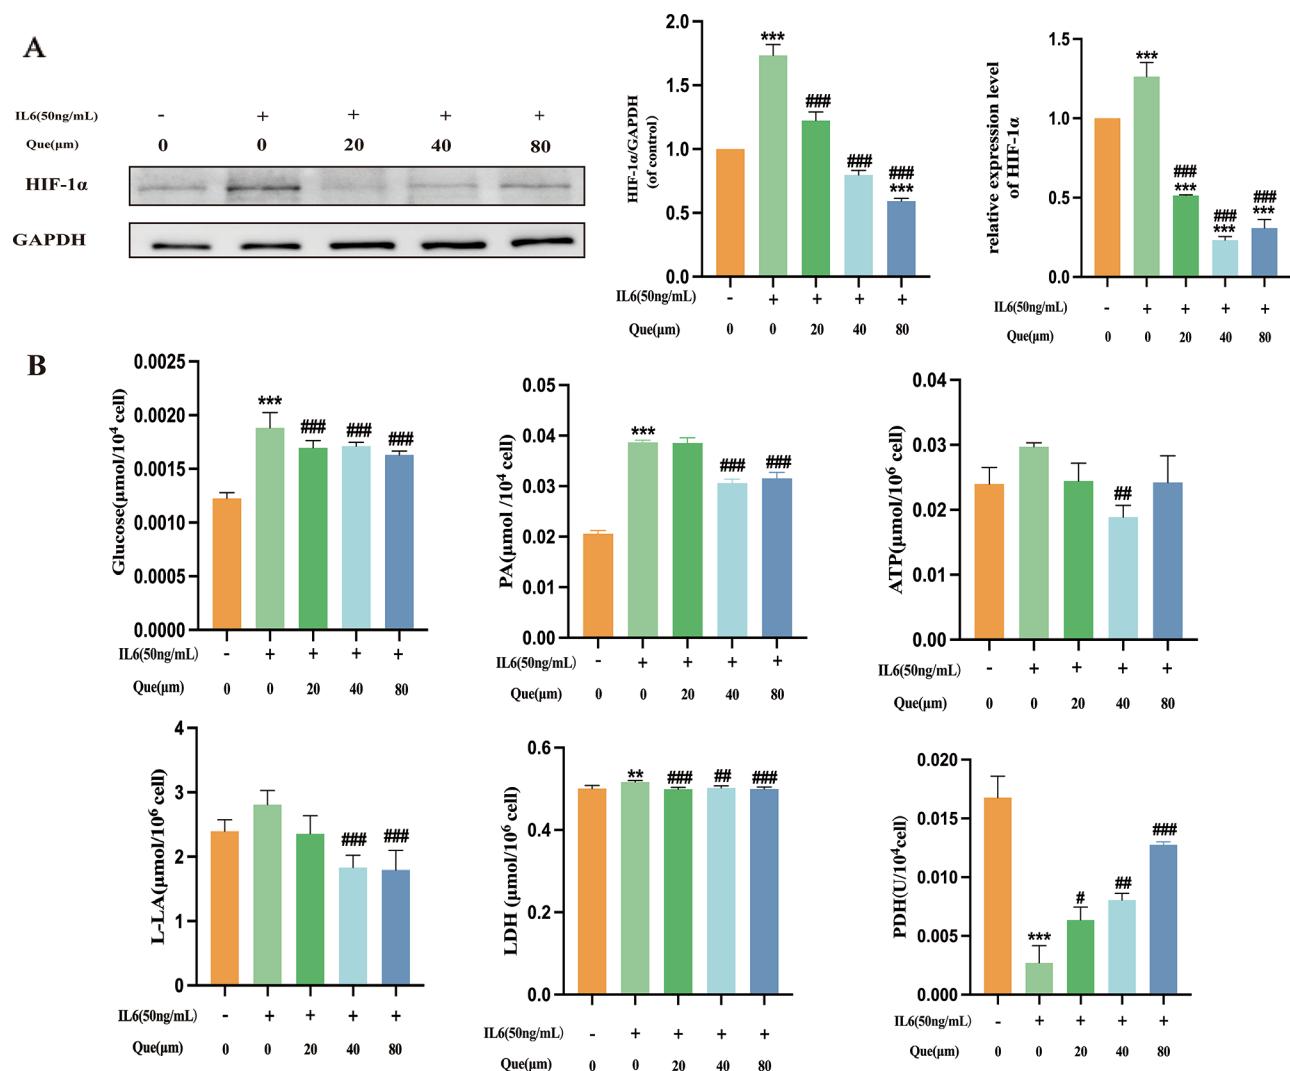 A
IL6(50ng/mL) - + + + +
Que(μm) 0 0 20 40 80
HIF-1α
GAPDH
HIF-1α/GAPDH
(of control)
2.0
1.5
1.0
0.5
0.0
***
###
###
###
***
IL6(50ng/mL) - + + + +
Que(μm) 0 0 20 40 80
relative expression level
of HIF-1α
1.5
1.0
0.5
0.0
***
###
***
###
***
###
***
IL6(50ng/mL) - + + + +
Que(μm) 0 0 20 40 80
B
Glucose(μmol/10⁴ cell)
0.0025
0.0020
0.0015
0.0010
0.0005
0.0000
*** ### ### ###
IL6(50ng/mL) - + + + +
Que(μm) 0 0 20 40 80
PA(μmol /10⁴ cell)
0.05
0.04
0.03
0.02
0.01
0.00
*** ### ###
IL6(50ng/mL) - + + + +
Que(μm) 0 0 20 40 80
ATP(μmol/10⁶ cell)
0.04
0.03
0.02
0.01
0.00
##
IL6(50ng/mL) - + + + +
Que(μm) 0 0 20 40 80
L-LA(μmol/10⁶ cell)
4
3
2
1
0
### ###
IL6(50ng/mL) - + + + +
Que(μm) 0 0 20 40 80
LDH (μmol/10⁶ cell)
0.6
0.4
0.2
0.0
** ### ## ###
IL6(50ng/mL) - + + + +
Que(μm) 0 0 20 40 80
PDH(U/10⁴cell)
0.020
0.015
0.010
0.005
0.000
*** # ## ###
IL6(50ng/mL) - + + + +
Que(μm) 0 0 20 40 80